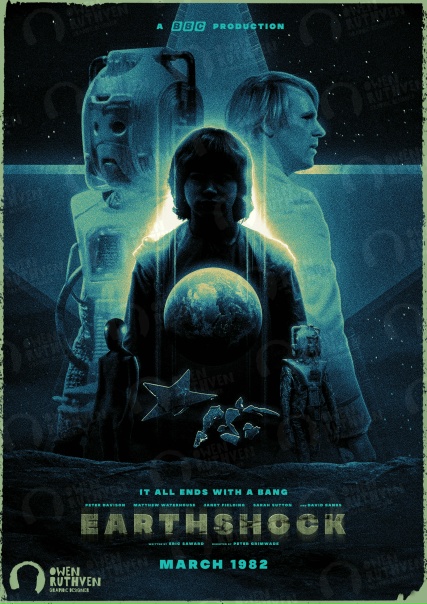 A BBC PRODUCTION
IT ALL ENDS WITH A BANG
PETER DAVISON MATTHEW WATERHOUSE JANET FIELDING SARAH SUTTON AND DAVID BANKS
EARTHSHOCK
WRITTEN BY ERIC SAWARD DIRECTED BY PETER GRIMWADE
MARCH 1982
OWEN
RUTHVEN
GRAPHIC DESIGNER